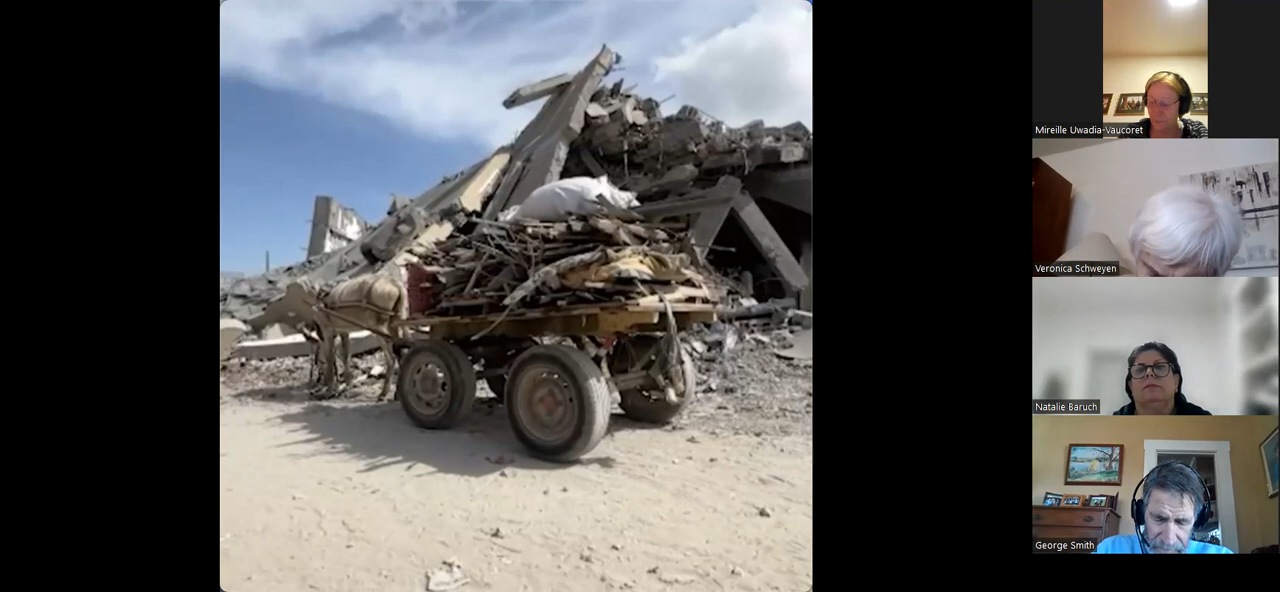 Mireille Uwadia-Vaucoret
Veronica Schweyen
Natalie Baruch
George Smith